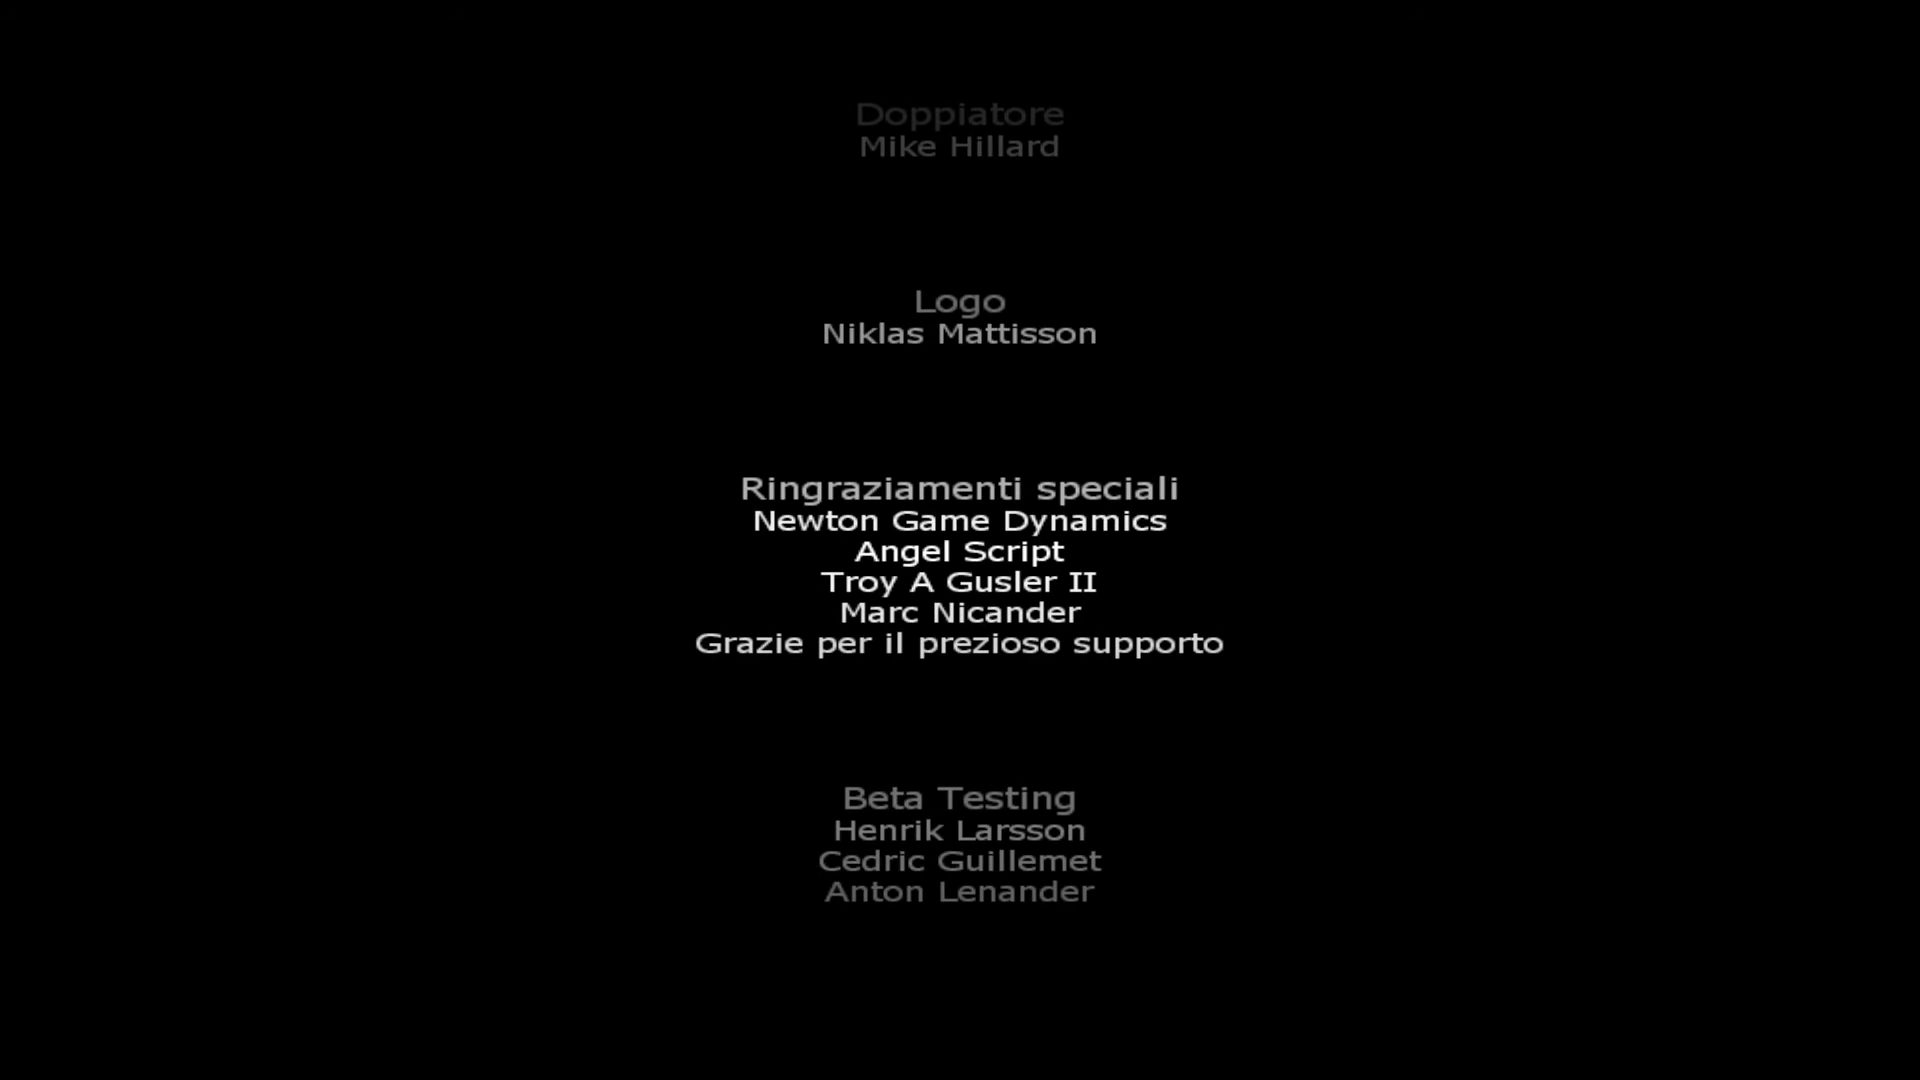 Doppiatore
Mike Hillard
Logo
Niklas Mattisson
Ringraziamenti speciali
Newton Game Dynamics
Angel Script
Troy A Gusler II
Marc Nicander
Grazie per il prezioso supporto
Beta Testing
Henrik Larsson
Cedric Guillemet
Anton Lenander